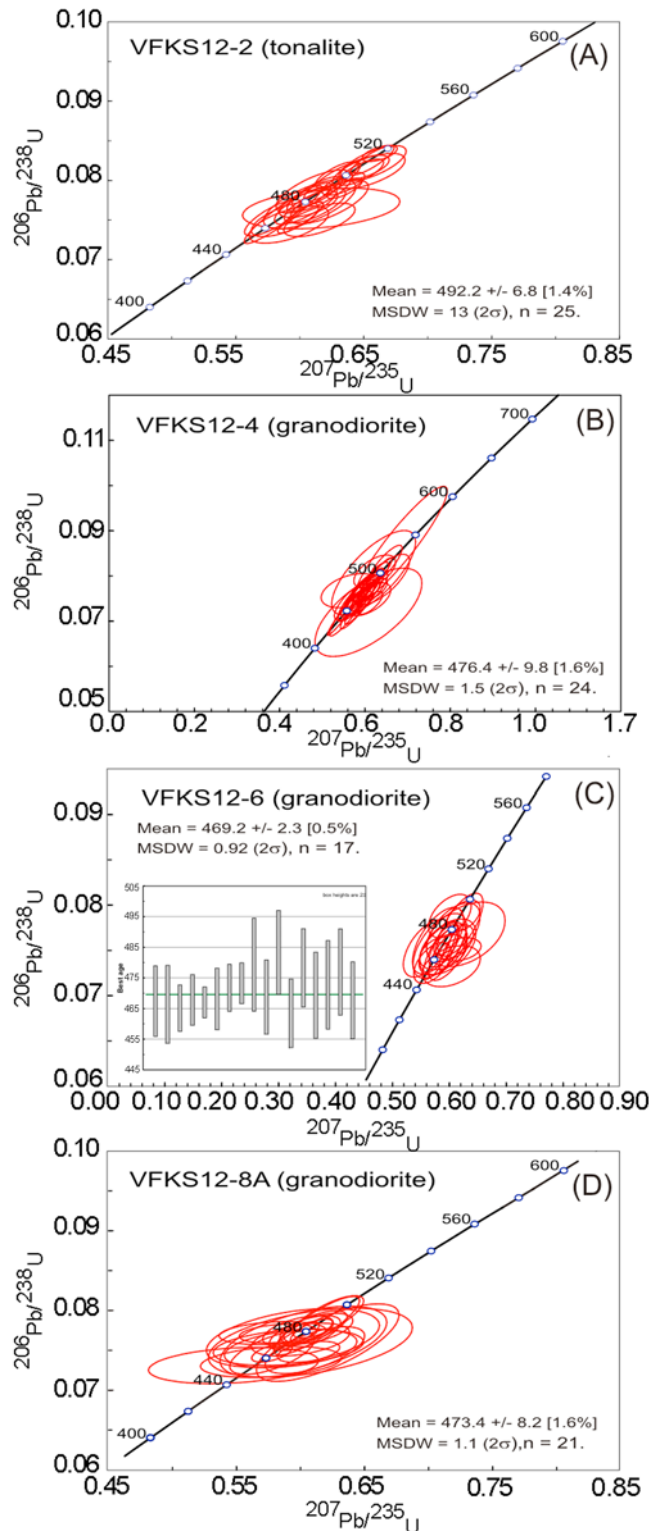 VFKS12-2 (tonalite)
(A)
0.10
0.09
0.08
0.07
0.06
206Pb/238U
600
560
520
480
440
400
Mean = 492.2 +/- 6.8 [1.4%]
MSDW = 13 (2σ), n = 25.
0.45 0.55 0.65 0.75 0.85
207Pb/235U
VFKS12-4 (granodiorite)
(B)
0.11
0.09
0.07
0.05
206Pb/238U
700
600
500
400
Mean = 476.4 +/- 9.8 [1.6%]
MSDW = 1.5 (2σ), n = 24.
0.0 0.4 0.6 0.8 1.0 1.7
207Pb/235U
VFKS12-6 (granodiorite)
(C)
Mean = 469.2 +/- 2.3 [0.5%]
MSDW = 0.92 (2σ), n = 17.
0.09
0.08
0.07
0.06
206Pb/238U
560
520
480
440
505
495
485
475
465
455
445
Best age
0.00 0.10 0.20 0.30 0.40 0.50 0.60 0.70 0.80 0.90
207Pb/235U
VFKS12-8A (granodiorite)
(D)
0.10
0.09
0.08
0.07
0.06
206Pb/238U
600
560
520
480
440
400
Mean = 473.4 +/- 8.2 [1.6%]
MSDW = 1.1 (2σ),n = 21.
0.45 0.55 0.65 0.75 0.85
207Pb/235U